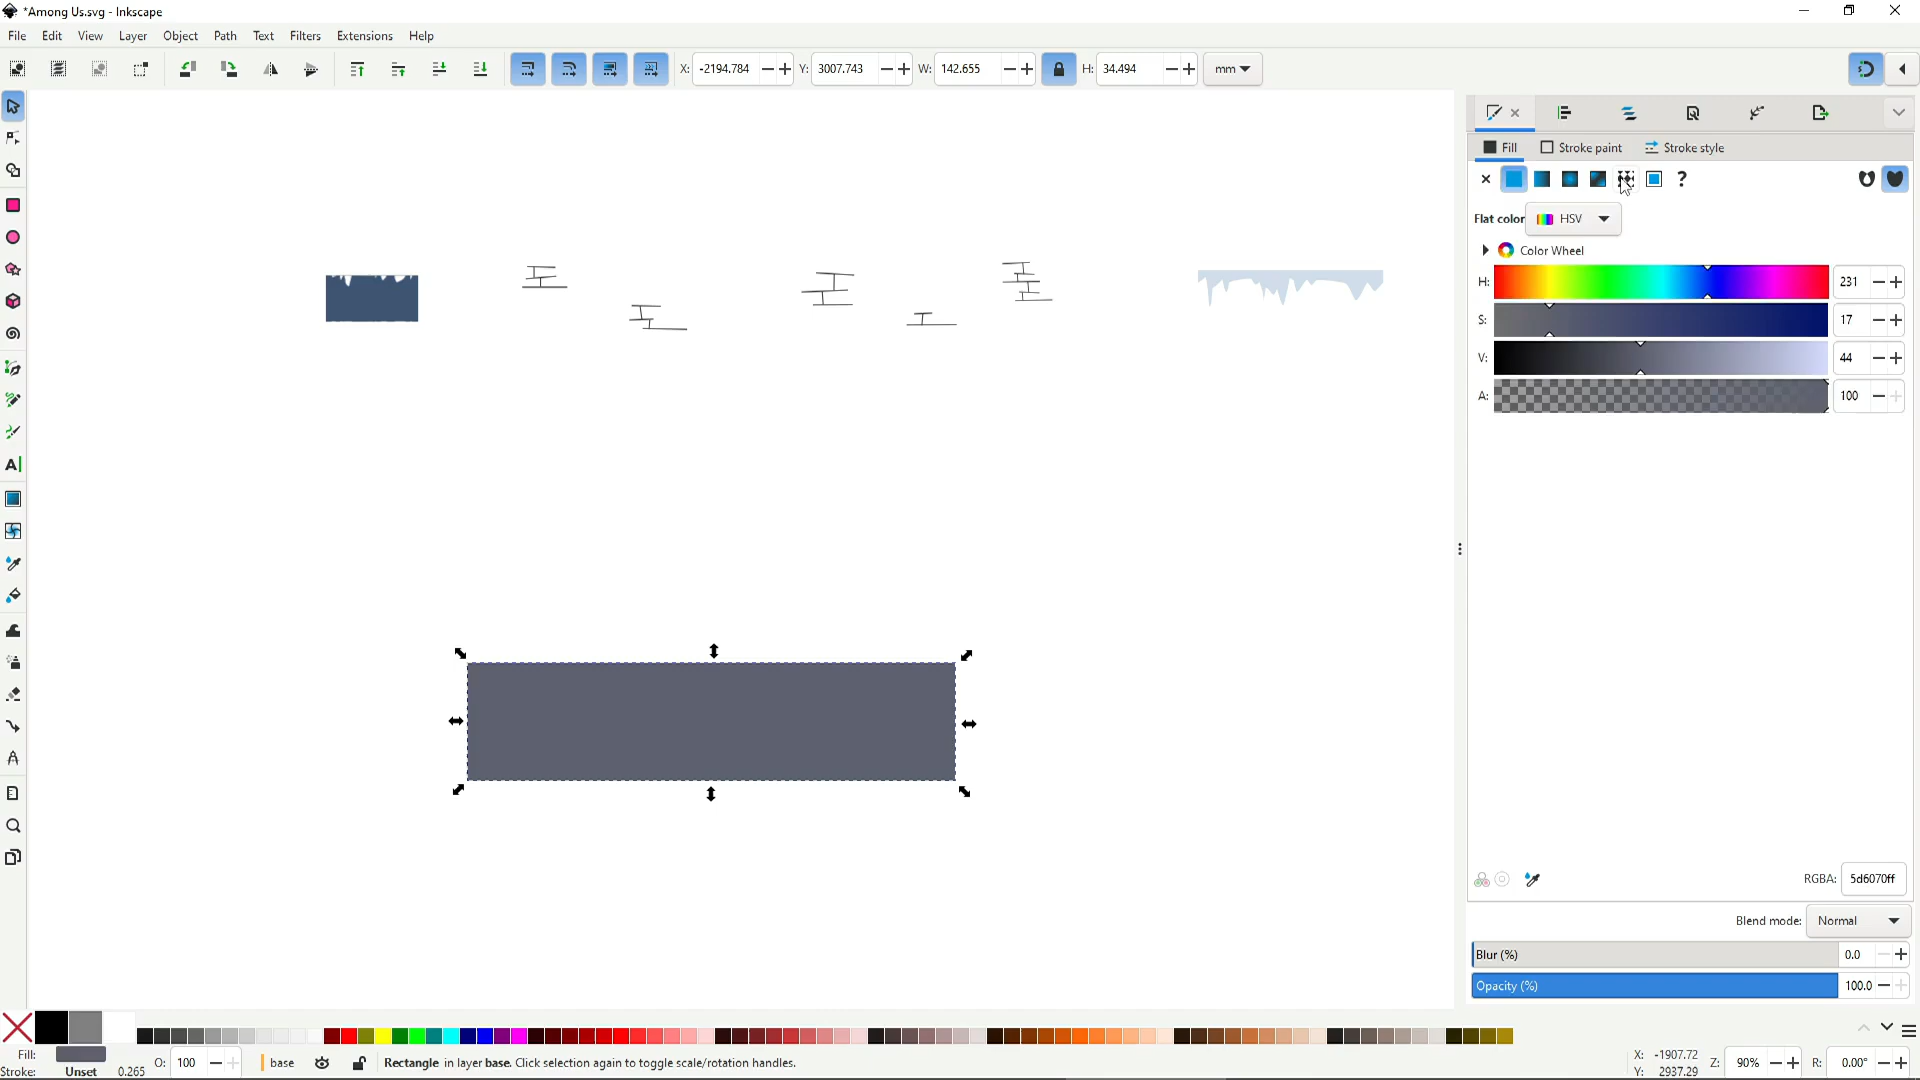 *Among Us.svg - Inkscape
File Edit View Layer Object Path Text Filters Extensions Help
X: -2194.784 Y: 3007.743 W: 142.655 H: 34.494 mm
Fill Stroke paint Stroke style
?
Flat color HSV
Color Wheel
H: 231
S: 17
V: 44
A: 100
A
RGBA: 5d6070ff
Blend mode: Normal
Blur (%) 0.0
Opacity (%) 100.0
Fill: O: 100 base Rectangle in layer base. Click selection again to toggle scale/rotation handles. X: -1907.72 Z: 90% R: 0.00°
Stroke: Unset 0.265 Y: 2937.29